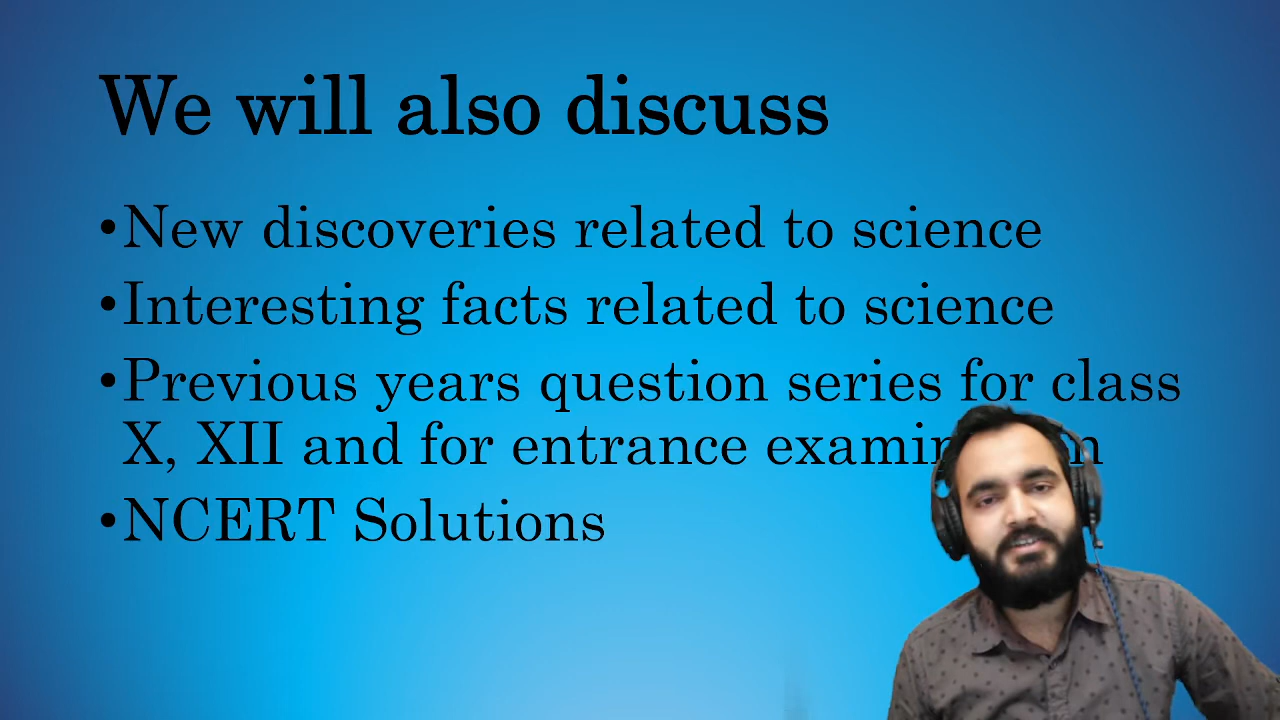 We will also discuss
•New discoveries related to science
•Interesting facts related to science
•Previous years question series for class
X, XII and for entrance
•NCERT Solutions